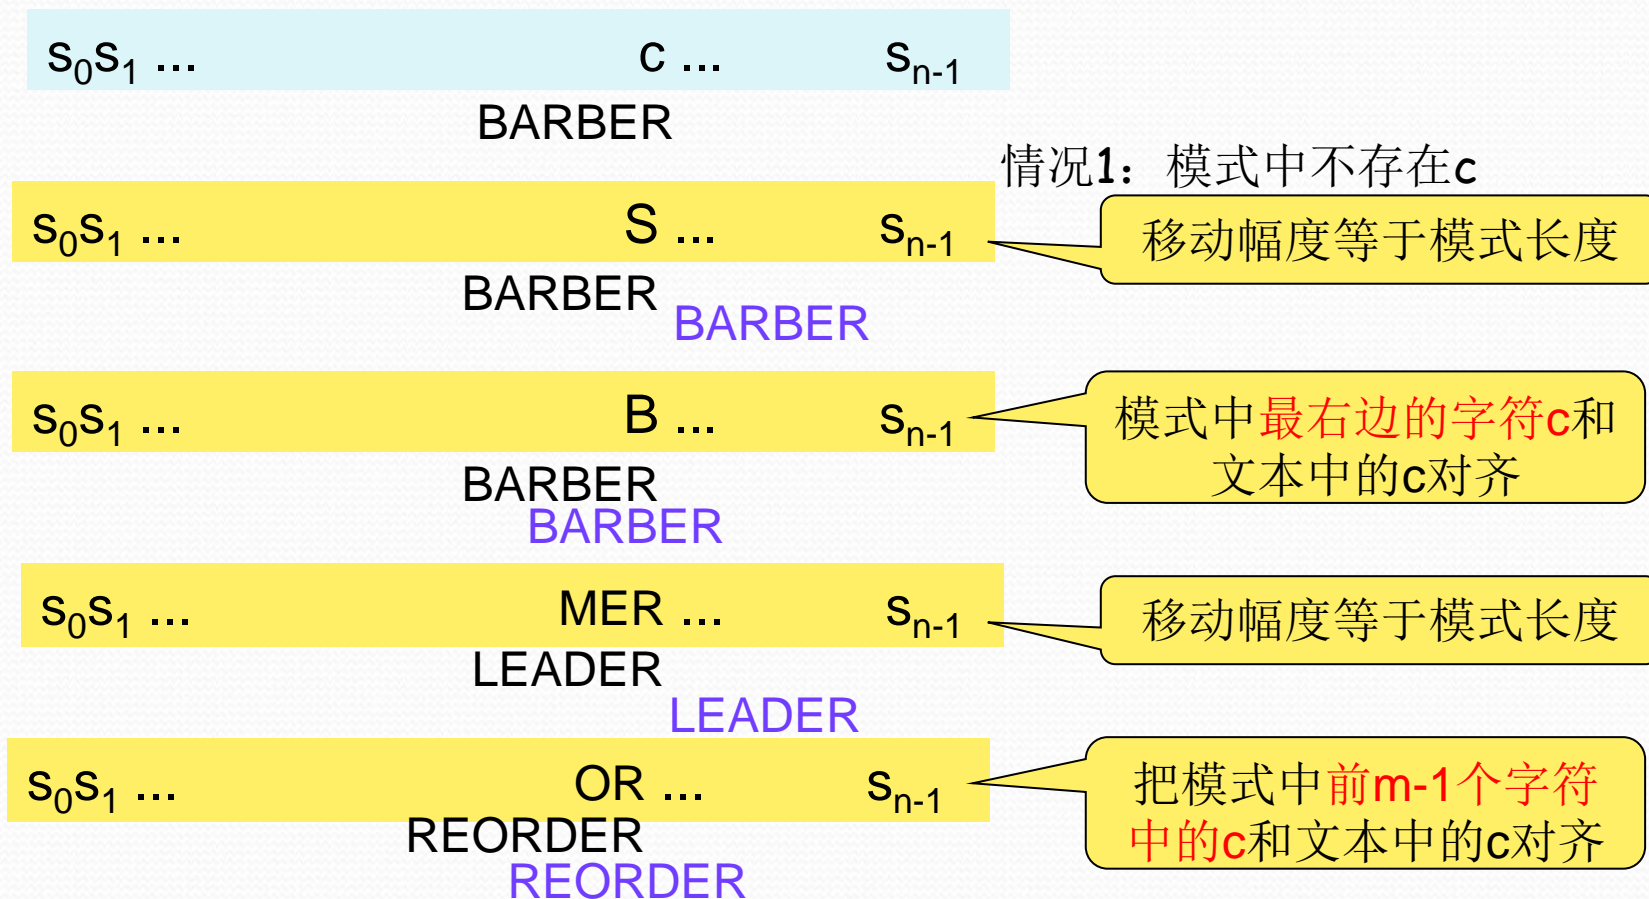 s₀s₁ ... c ... sₙ₋₁
BARBER
情况1：模式中不存在c
s₀s₁ ... S ... sₙ₋₁
移动幅度等于模式长度
BARBER
BARBER
s₀s₁ ... B ... sₙ₋₁
模式中最右边的字符c和
文本中的c对齐
BARBER
BARBER
s₀s₁ ... MER ... sₙ₋₁
移动幅度等于模式长度
LEADER
LEADER
s₀s₁ ... OR ... sₙ₋₁
把模式中前m-1个字符
中的c和文本中的c对齐
REORDER
REORDER